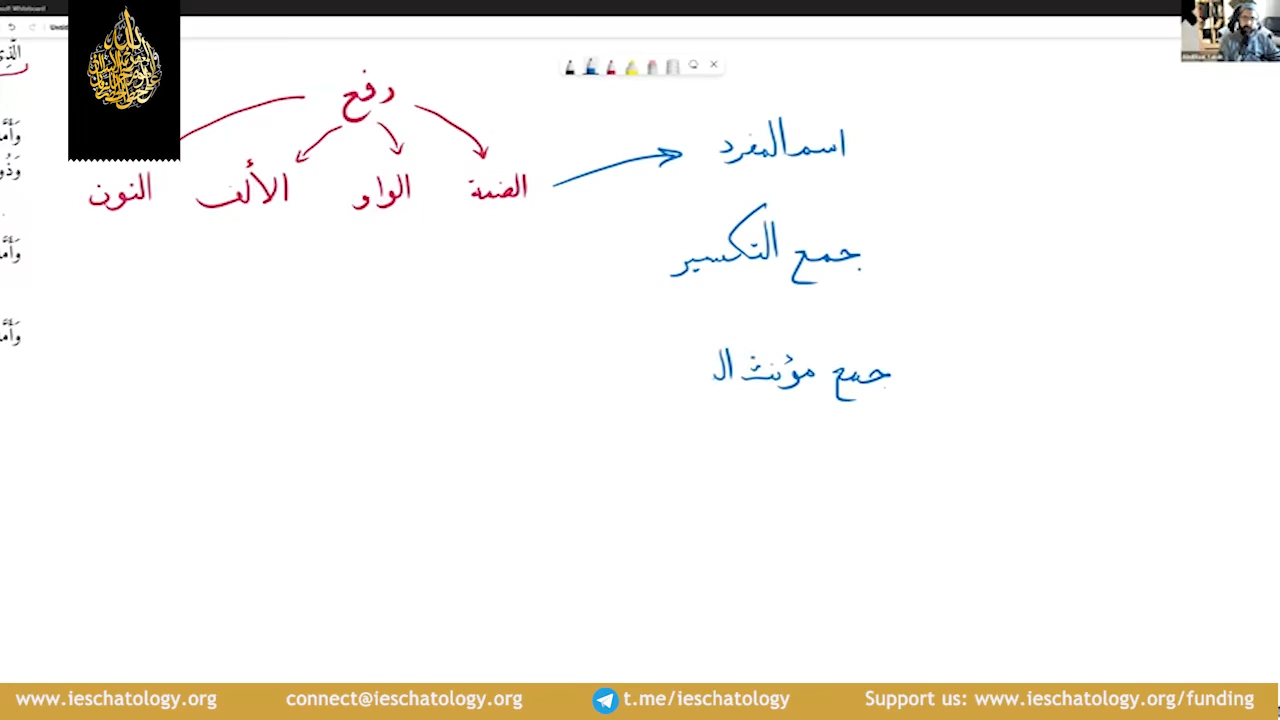 رفع
الضمة الواو الألف النون
اسم المفرد
جمع التكسير
جمع مؤنث ال
www.ieschatology.org connect@ieschatology.org t.me/ieschatology Support us: www.ieschatology.org/funding